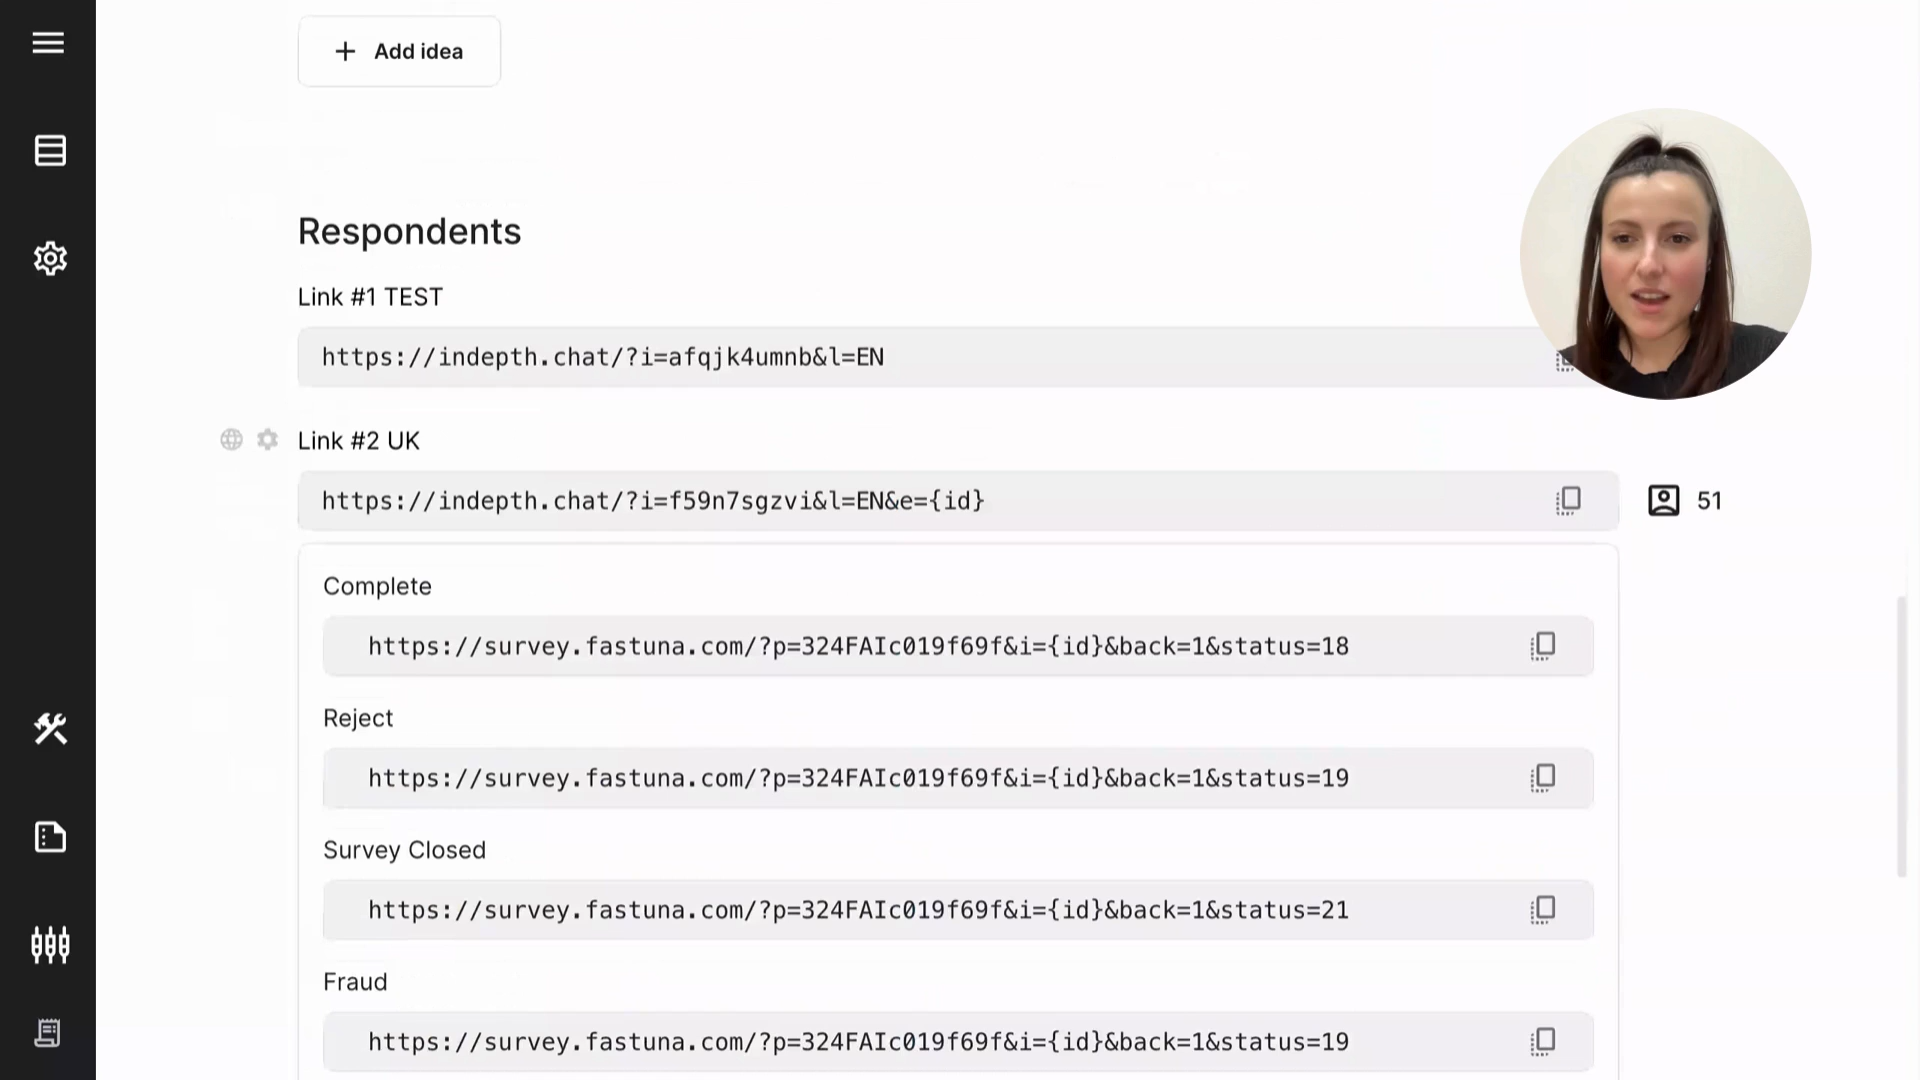 Add idea
Respondents
Link #1 TEST
https://indepth.chat/?i=afqjk4umnb&l=EN
Link #2 UK
https://indepth.chat/?i=f59n7sgzvi&l=EN&e={id}
51
Complete
https://survey.fastuna.com/?p=324FAIc019f69f&i={id}&back=1&status=18
Reject
https://survey.fastuna.com/?p=324FAIc019f69f&i={id}&back=1&status=19
Survey Closed
https://survey.fastuna.com/?p=324FAIc019f69f&i={id}&back=1&status=21
Fraud
https://survey.fastuna.com/?p=324FAIc019f69f&i={id}&back=1&status=19